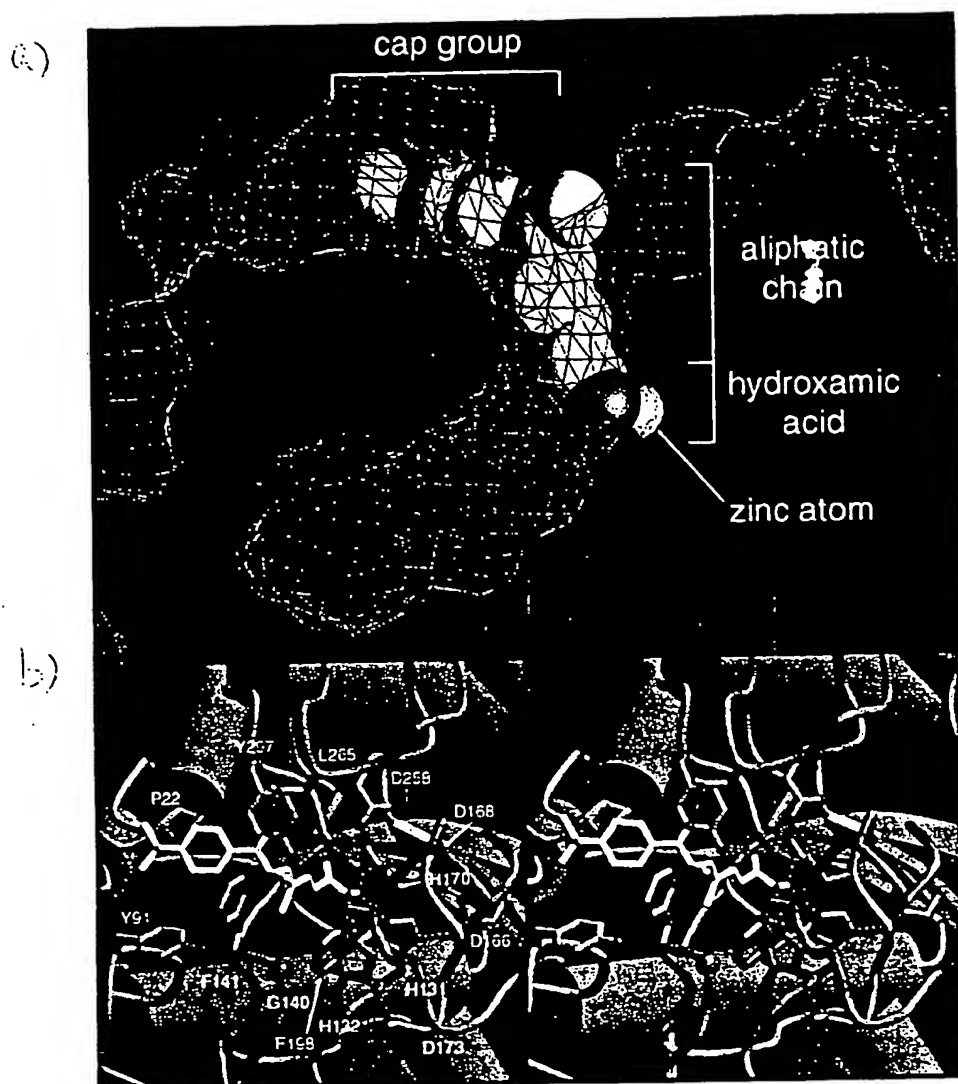 a)
cap group
aliphatic
chain
hydroxamic
acid
zinc atom
b)
Y297
L265
D258
P22
D168
H170
Y91
D166
F141
H131
G140
H132
F198
D173